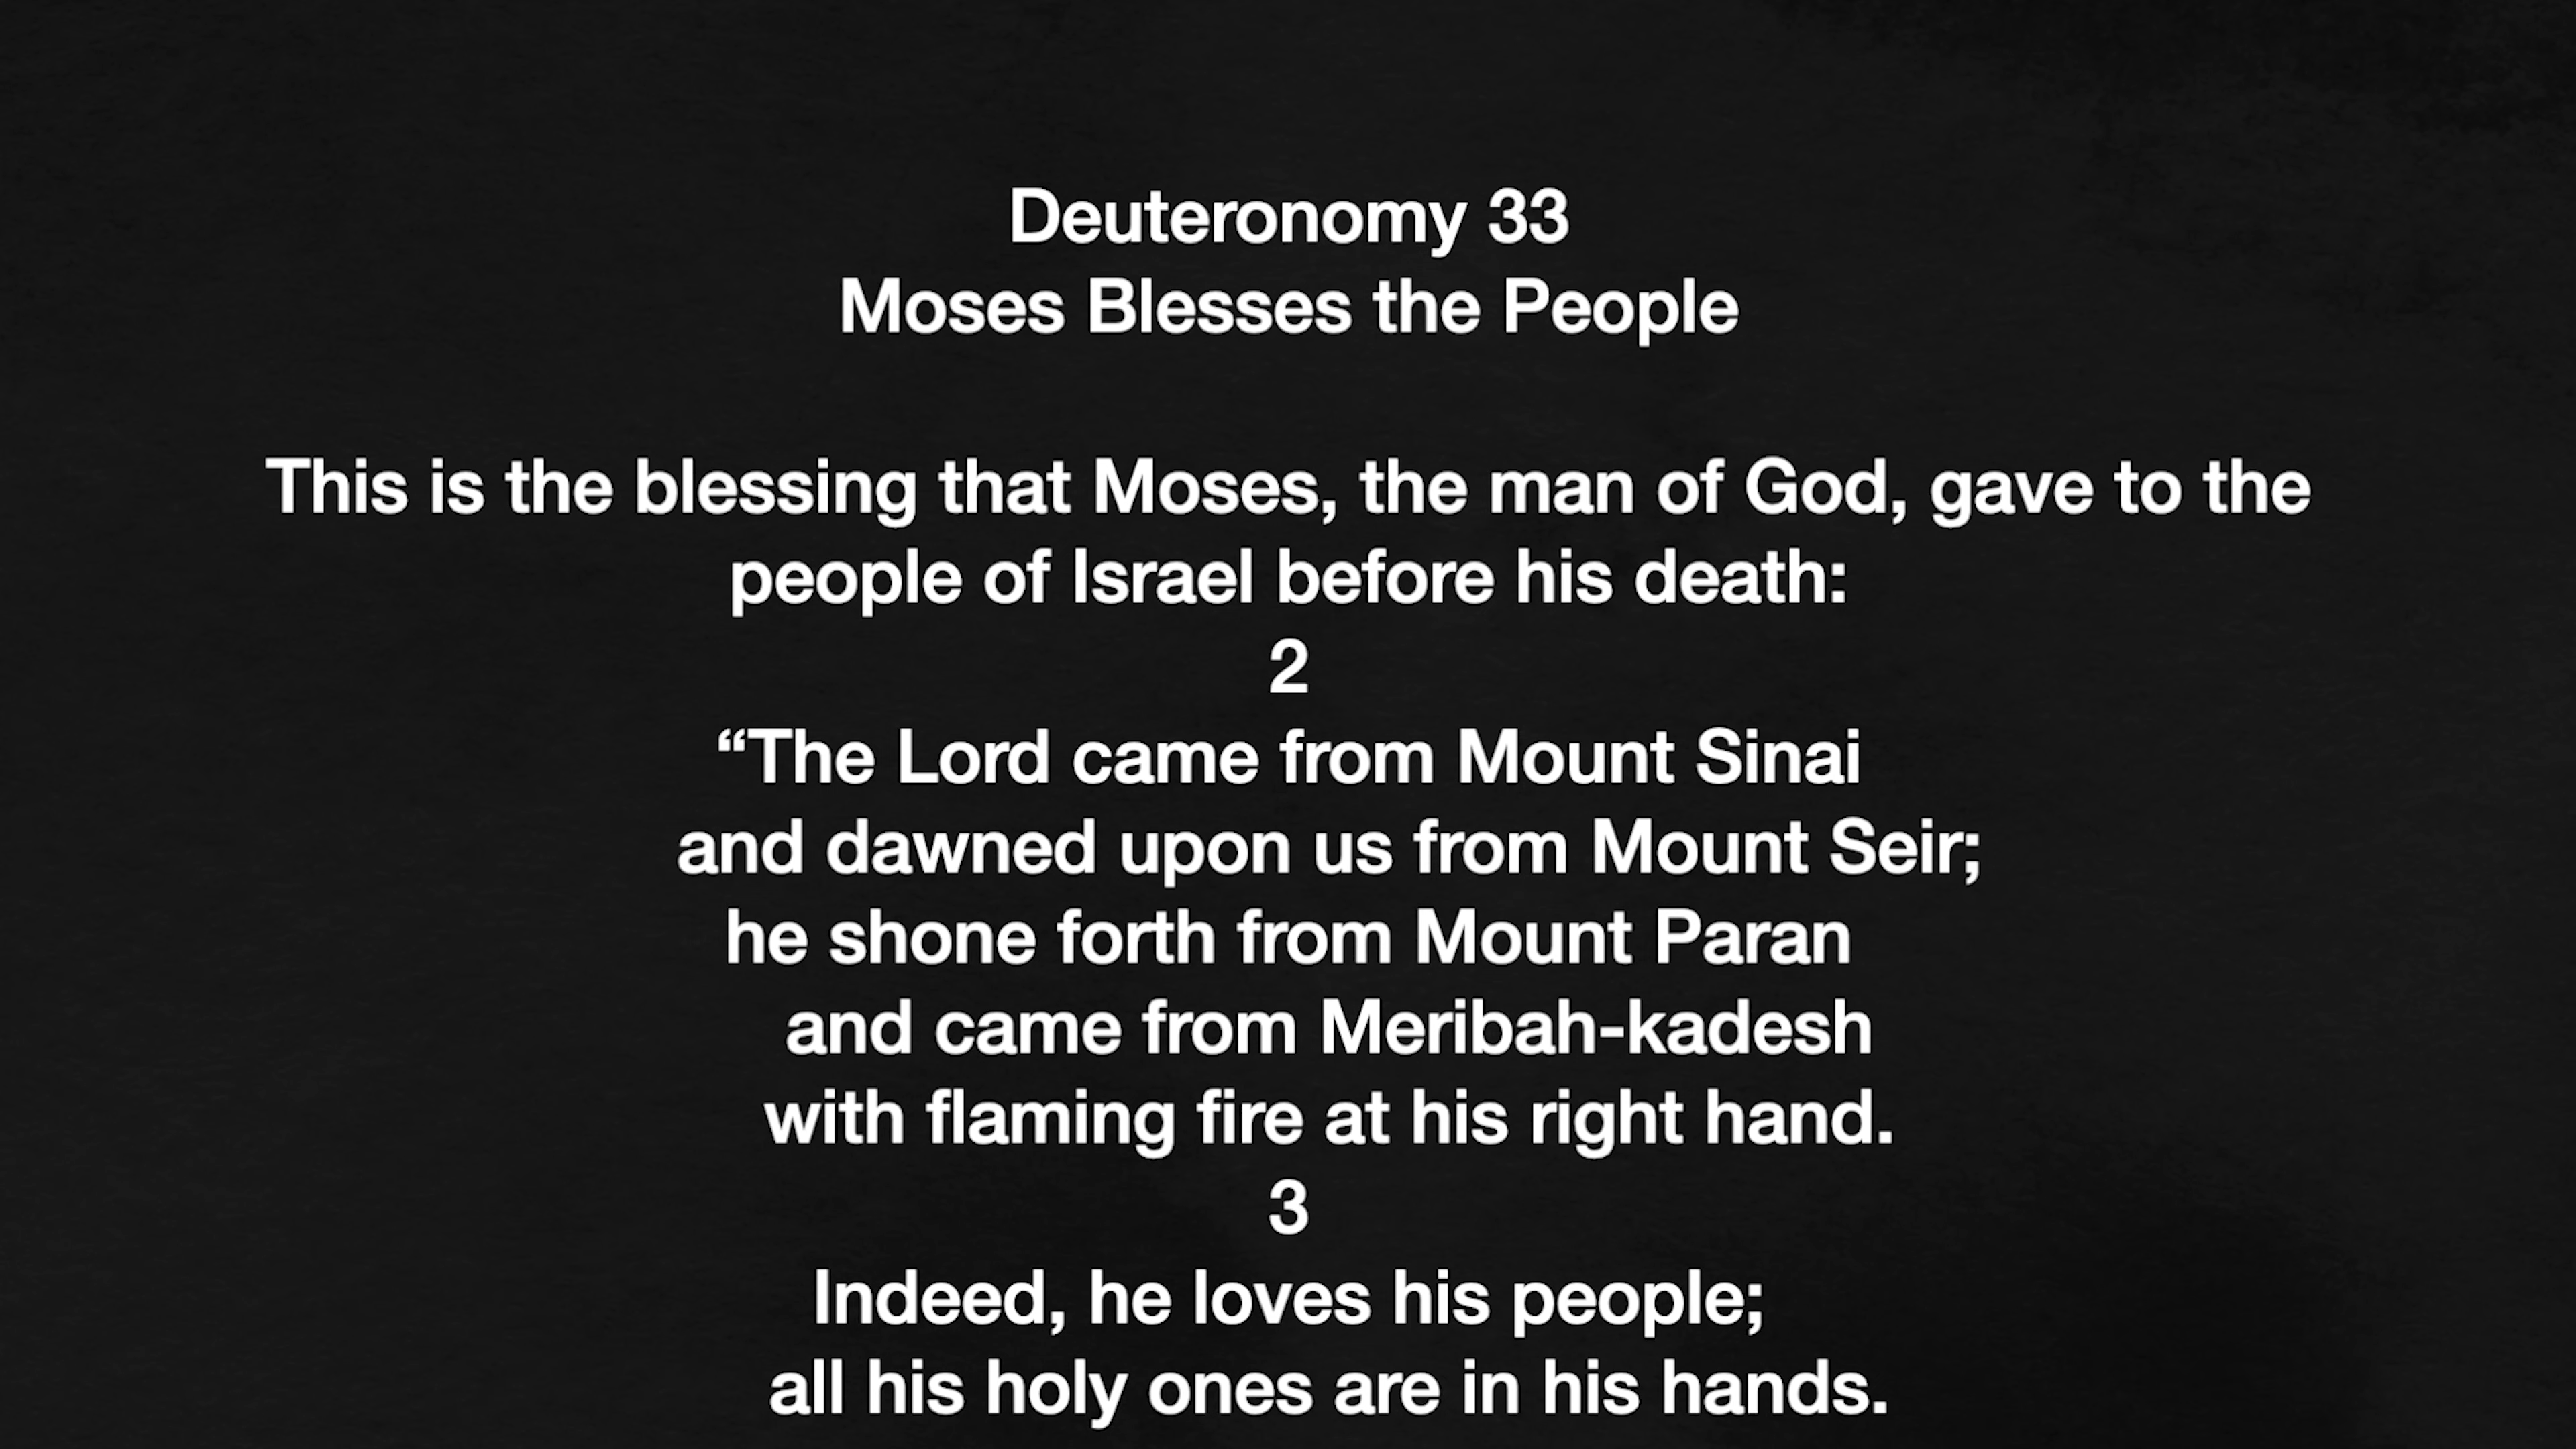 Deuteronomy 33
Moses Blesses the People
This is the blessing that Moses, the man of God, gave to the
people of Israel before his death:
2
“The Lord came from Mount Sinai
and dawned upon us from Mount Seir;
he shone forth from Mount Paran
and came from Meribah-kadesh
with flaming fire at his right hand.
3
Indeed, he loves his people;
all his holy ones are in his hands.